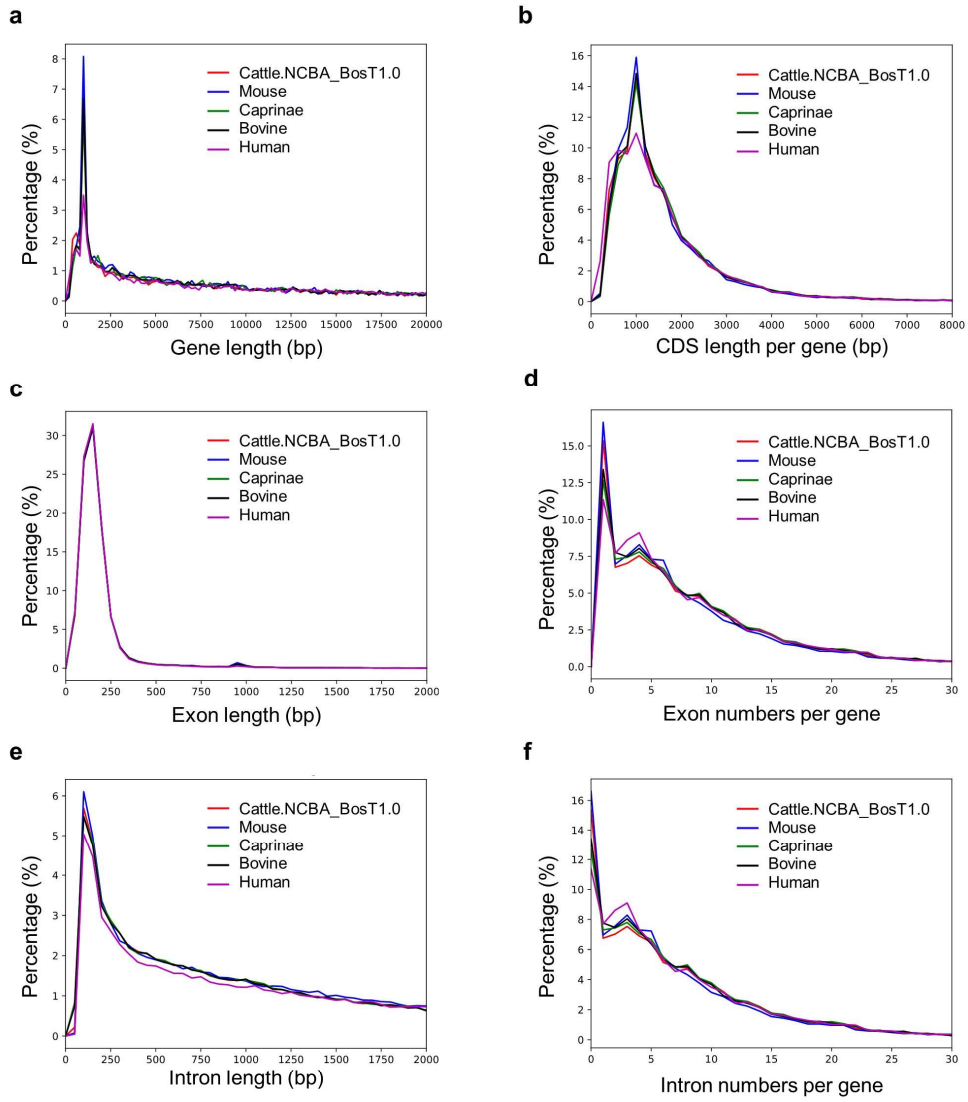 a
Percentage (%)
8
7
6
5
4
3
2
1
0
Cattle.NCBA_BosT1.0
Mouse
Caprinae
Bovine
Human
0 2500 5000 7500 10000 12500 15000 17500 20000
Gene length (bp)
b
Percentage (%)
16
14
12
10
8
6
4
2
0
Cattle.NCBA_BosT1.0
Mouse
Caprinae
Bovine
Human
0 1000 2000 3000 4000 5000 6000 7000 8000
CDS length per gene (bp)
c
Percentage (%)
30
25
20
15
10
5
0
Cattle.NCBA_BosT1.0
Mouse
Caprinae
Bovine
Human
0 250 500 750 1000 1250 1500 1750 2000
Exon length (bp)
d
Percentage (%)
15.0
12.5
10.0
7.5
5.0
2.5
0.0
Cattle.NCBA_BosT1.0
Mouse
Caprinae
Bovine
Human
0 5 10 15 20 25 30
Exon numbers per gene
e
Percentage (%)
6
5
4
3
2
1
0
Cattle.NCBA_BosT1.0
Mouse
Caprinae
Bovine
Human
0 250 500 750 1000 1250 1500 1750 2000
Intron length (bp)
f
Percentage (%)
16
14
12
10
8
6
4
2
0
Cattle.NCBA_BosT1.0
Mouse
Caprinae
Bovine
Human
0 5 10 15 20 25 30
Intron numbers per gene